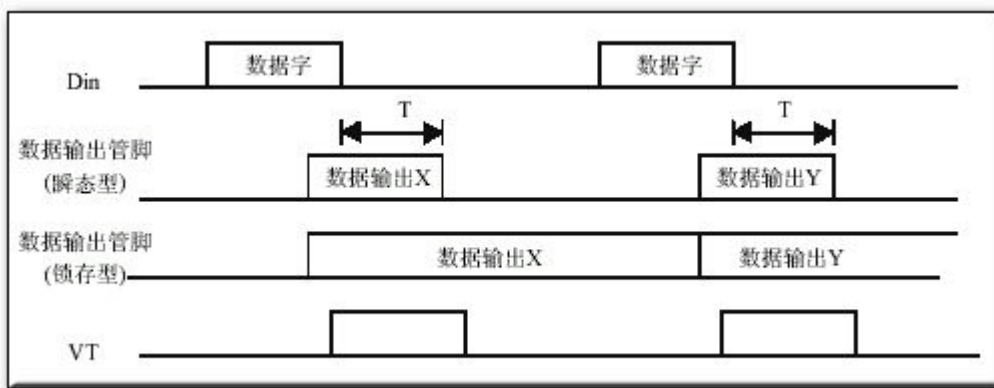 Din
数据字
数据字
T
T
数据输出管脚
(瞬态型)
数据输出X
数据输出Y
数据输出管脚
(锁存型)
数据输出X
数据输出Y
VT